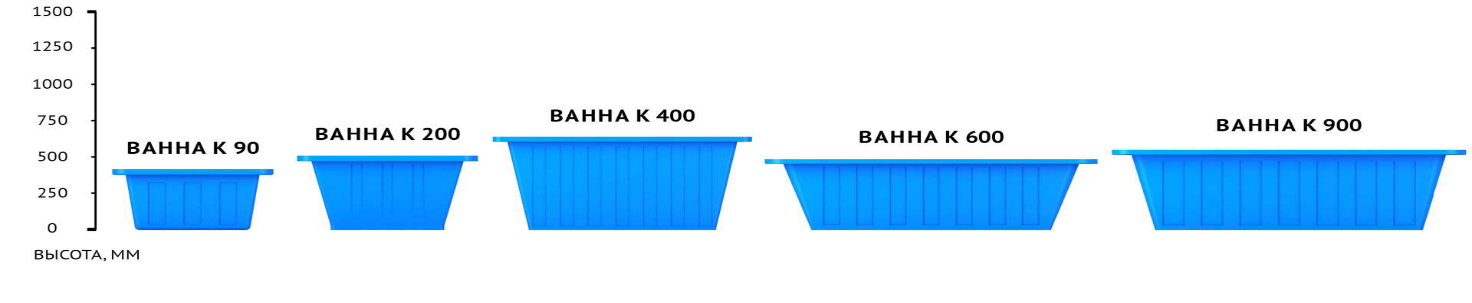 1500
1250
1000
750
500
250
0
ВЫСОТА, ММ
ВАННА К 90
ВАННА К 200
ВАННА К 400
ВАННА К 600
ВАННА К 900